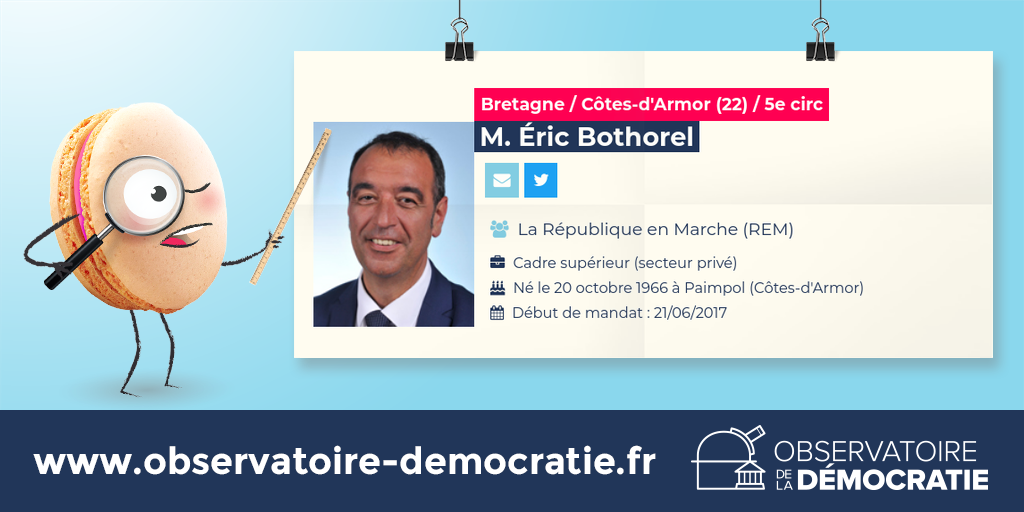 Bretagne / Côtes-d'Armor (22) / 5e circ
M. Éric Bothorel
La République en Marche (REM)
Cadre supérieur (secteur privé)
Né le 20 octobre 1966 à Paimpol (Côtes-d'Armor)
Début de mandat : 21/06/2017
www.observatoire-democratie.fr
OBSERVATOIRE
DE LA DÉMOCRATIE